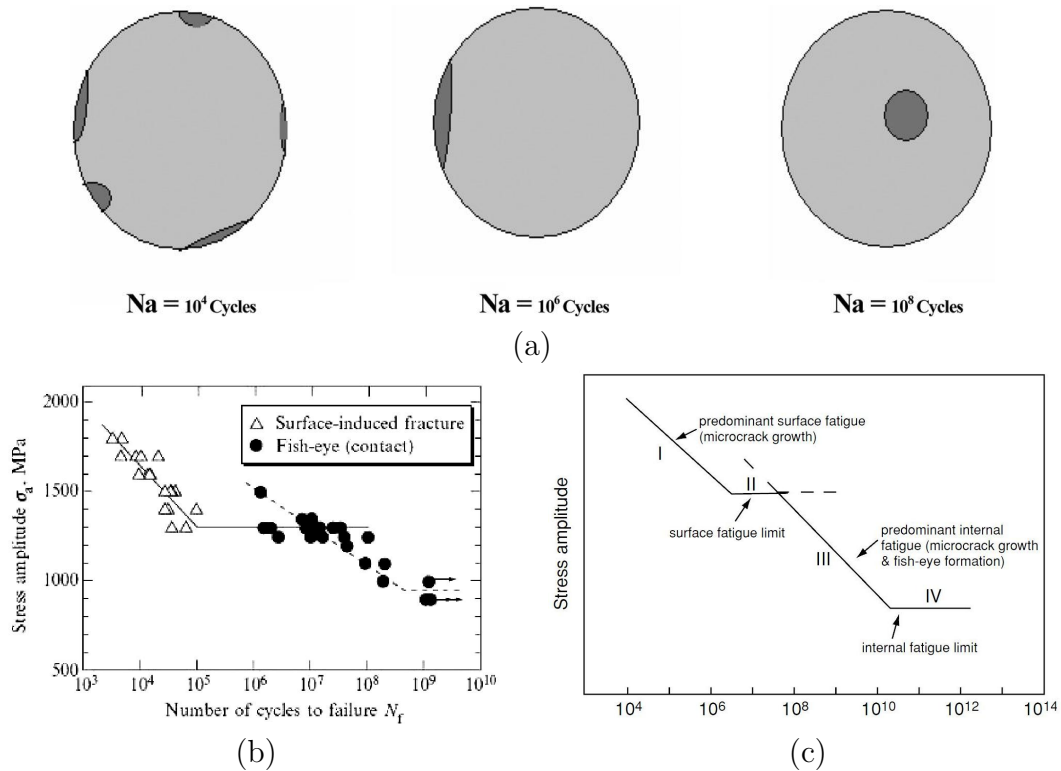 Na = 10⁴ Cycles
Na = 10⁶ Cycles
Na = 10⁸ Cycles
(a)
Stress amplitude σₐ. MPa
2000
1500
1000
500
△ Surface-induced fracture
● Fish-eye (contact)
10³ 10⁴ 10⁵ 10⁶ 10⁷ 10⁸ 10⁹ 10¹⁰
Number of cycles to failure N_f
(b)
Stress amplitude
predominant surface fatigue
(microcrack growth)
I
II
surface fatigue limit
predominant internal
fatigue (microcrack growth
& fish-eye formation)
III
IV
internal fatigue limit
10⁴ 10⁶ 10⁸ 10¹⁰ 10¹² 10¹⁴
(c)